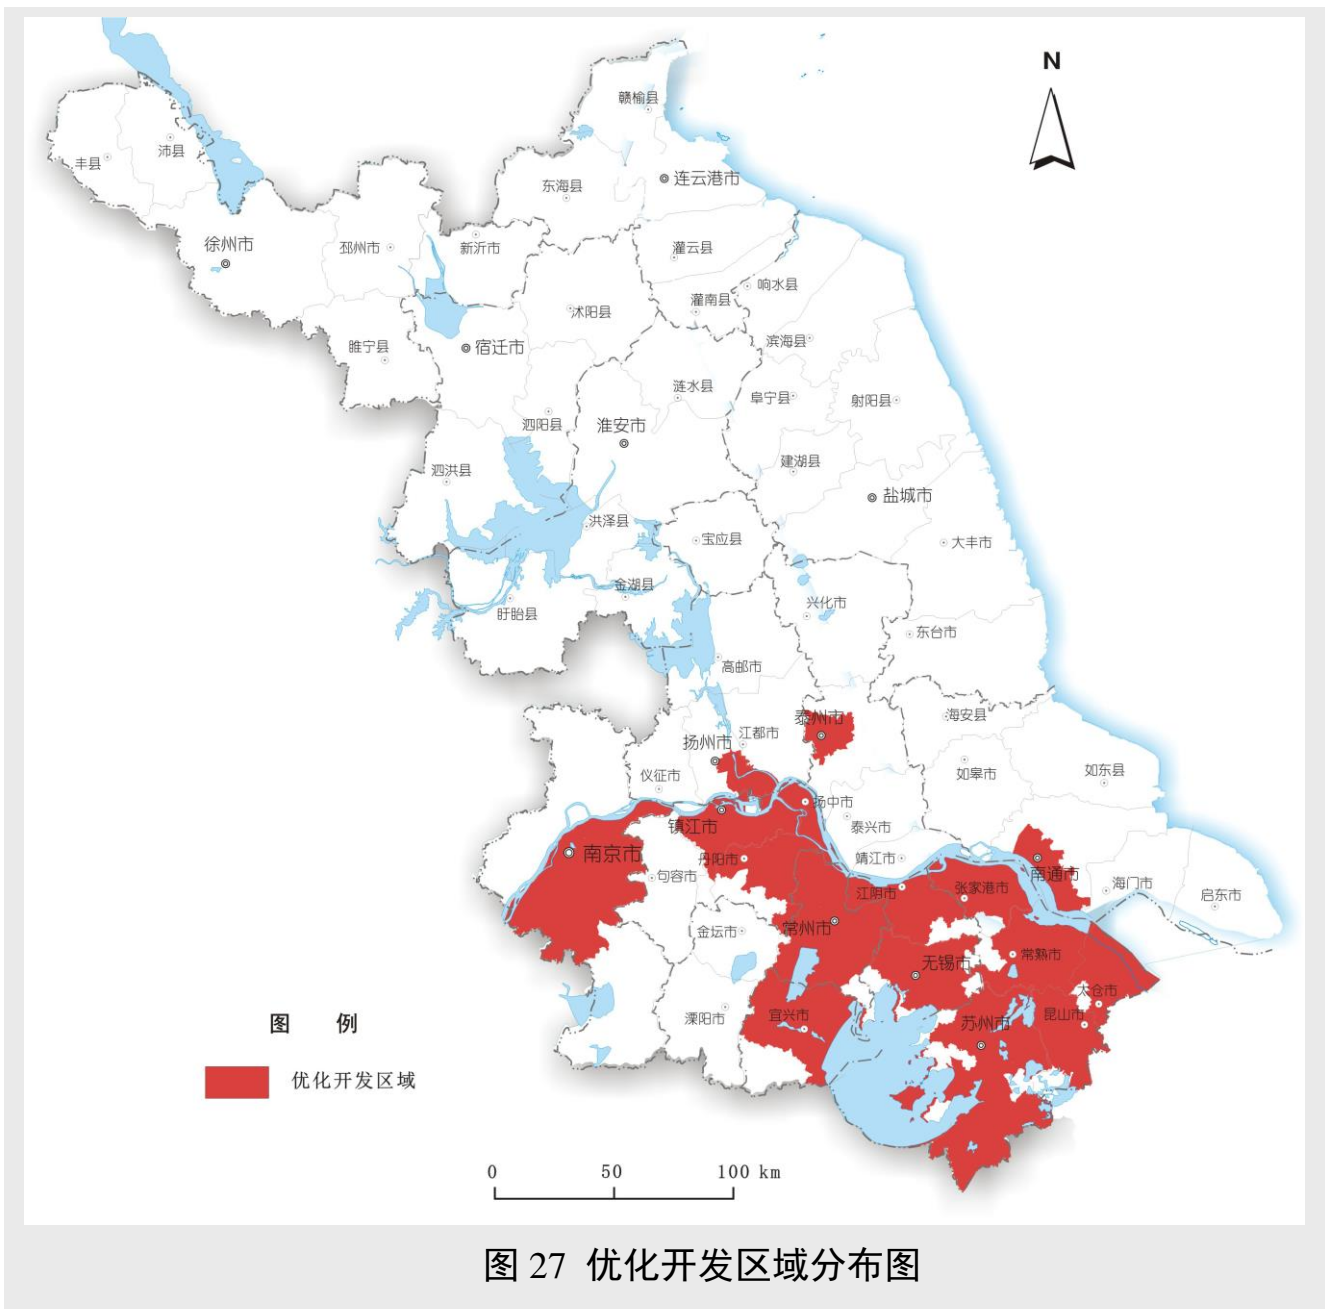 N
赣榆县
沛县
丰县
连云港市
东海县
徐州市
邳州市
新沂市
灌云县
响水县
灌南县
沭阳县
滨海县
睢宁县
宿迁市
涟水县
阜宁县
射阳县
泗阳县
淮安市
建湖县
泗洪县
盐城市
洪泽县
宝应县
大丰市
金湖县
盱眙县
兴化市
东台市
高邮市
泰州市
海安县
江都市
扬州市
仪征市
如皋市
如东县
扬中市
镇江市
泰兴市
南京市
丹阳市
靖江市
句容市
南通市
海门市
启东市
江阴市
张家港市
金坛市
常州市
无锡市
常熟市
太仓市
溧阳市
宜兴市
苏州市
昆山市
图 例
优化开发区域
0 50 100 km
图 27 优化开发区域分布图